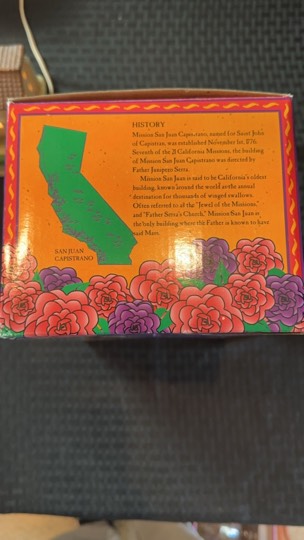 HISTORY
Mission San Juan Capistrano, named for Saint John
of Capistran, was established November 1st, 1776.
Seventh of the 21 California Missions, the building
of Mission San Juan Capistrano was directed by
Father Junipero Serra.
Mission San Juan is said to be California's oldest
building, known around the world as the annual
destination for thousands of winged swallows.
Often referred to as the "Jewel of the Missions,"
and "Father Serra's Church," Mission San Juan is
the only building where the Father is known to have
said Mass.
SAN JUAN
CAPISTRANO